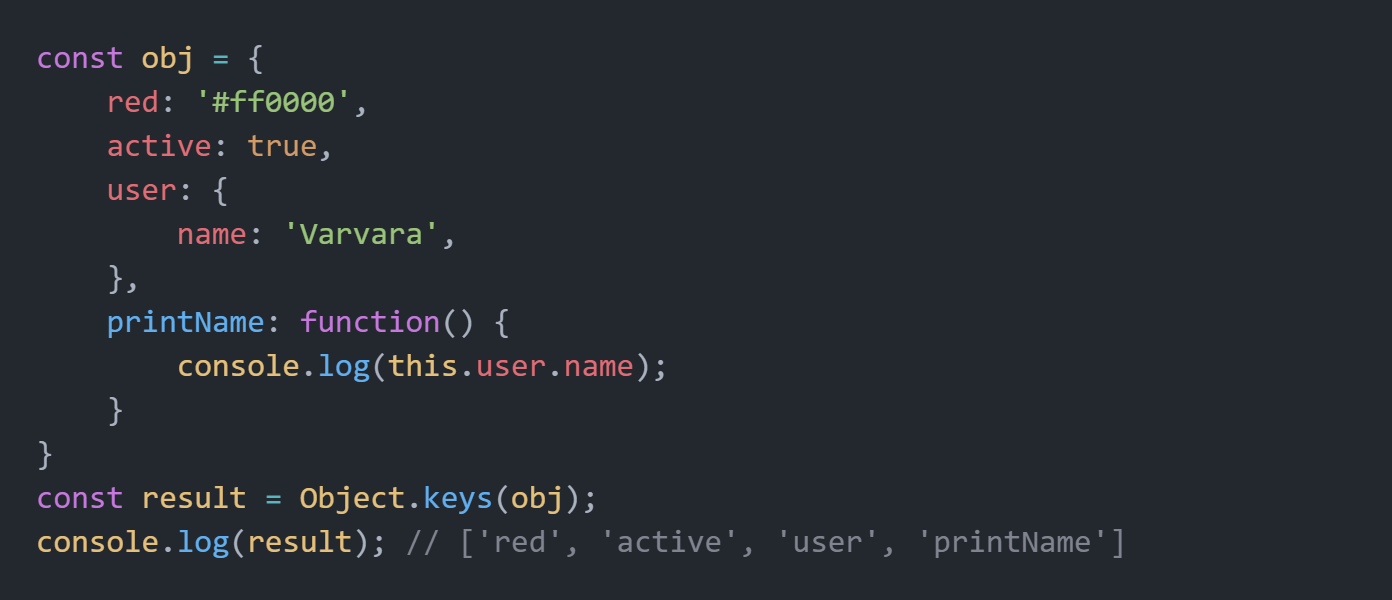 const obj = {
    red: '#ff0000',
    active: true,
    user: {
        name: 'Varvara',
    },
    printName: function() {
        console.log(this.user.name);
    }
}
const result = Object.keys(obj);
console.log(result); // ['red', 'active', 'user', 'printName']